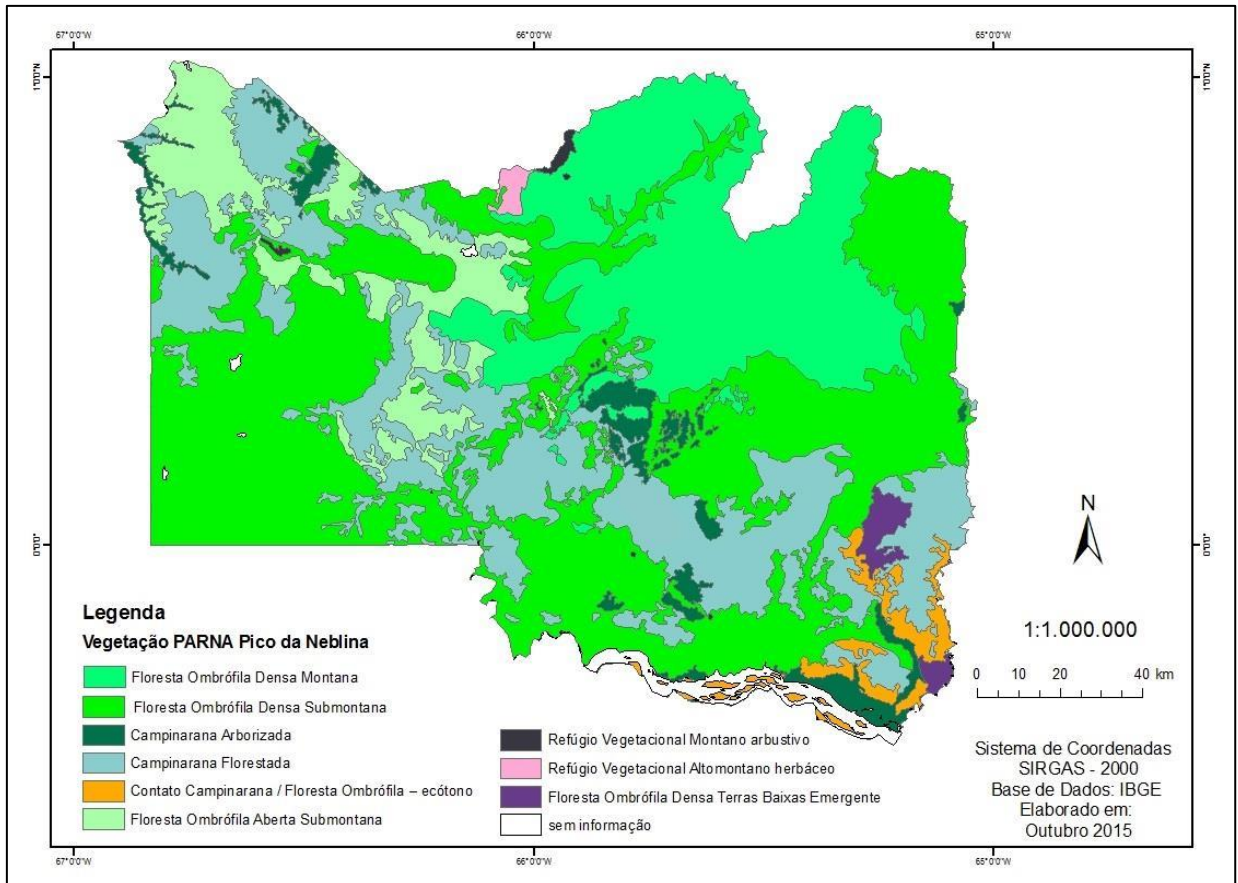 67°0'0"W
66°0'0"W
65°0'0"W
1°0'0"N
1°0'0"N
0°0'0"
0°0'0"
N
1:1.000.000
0 10 20 40 km
Legenda
Vegetação PARNA Pico da Neblina
Floresta Ombrófila Densa Montana
Floresta Ombrófila Densa Submontana
Campinarana Arborizada
Campinarana Florestada
Contato Campinarana / Floresta Ombrófila – ecótono
Floresta Ombrófila Aberta Submontana
Refúgio Vegetacional Montano arbustivo
Refúgio Vegetacional Altomontano herbáceo
Floresta Ombrófila Densa Terras Baixas Emergente
sem informação
Sistema de Coordenadas
SIRGAS - 2000
Base de Dados: IBGE
Elaborado em:
Outubro 2015
67°0'0"W
66°0'0"W
65°0'0"W